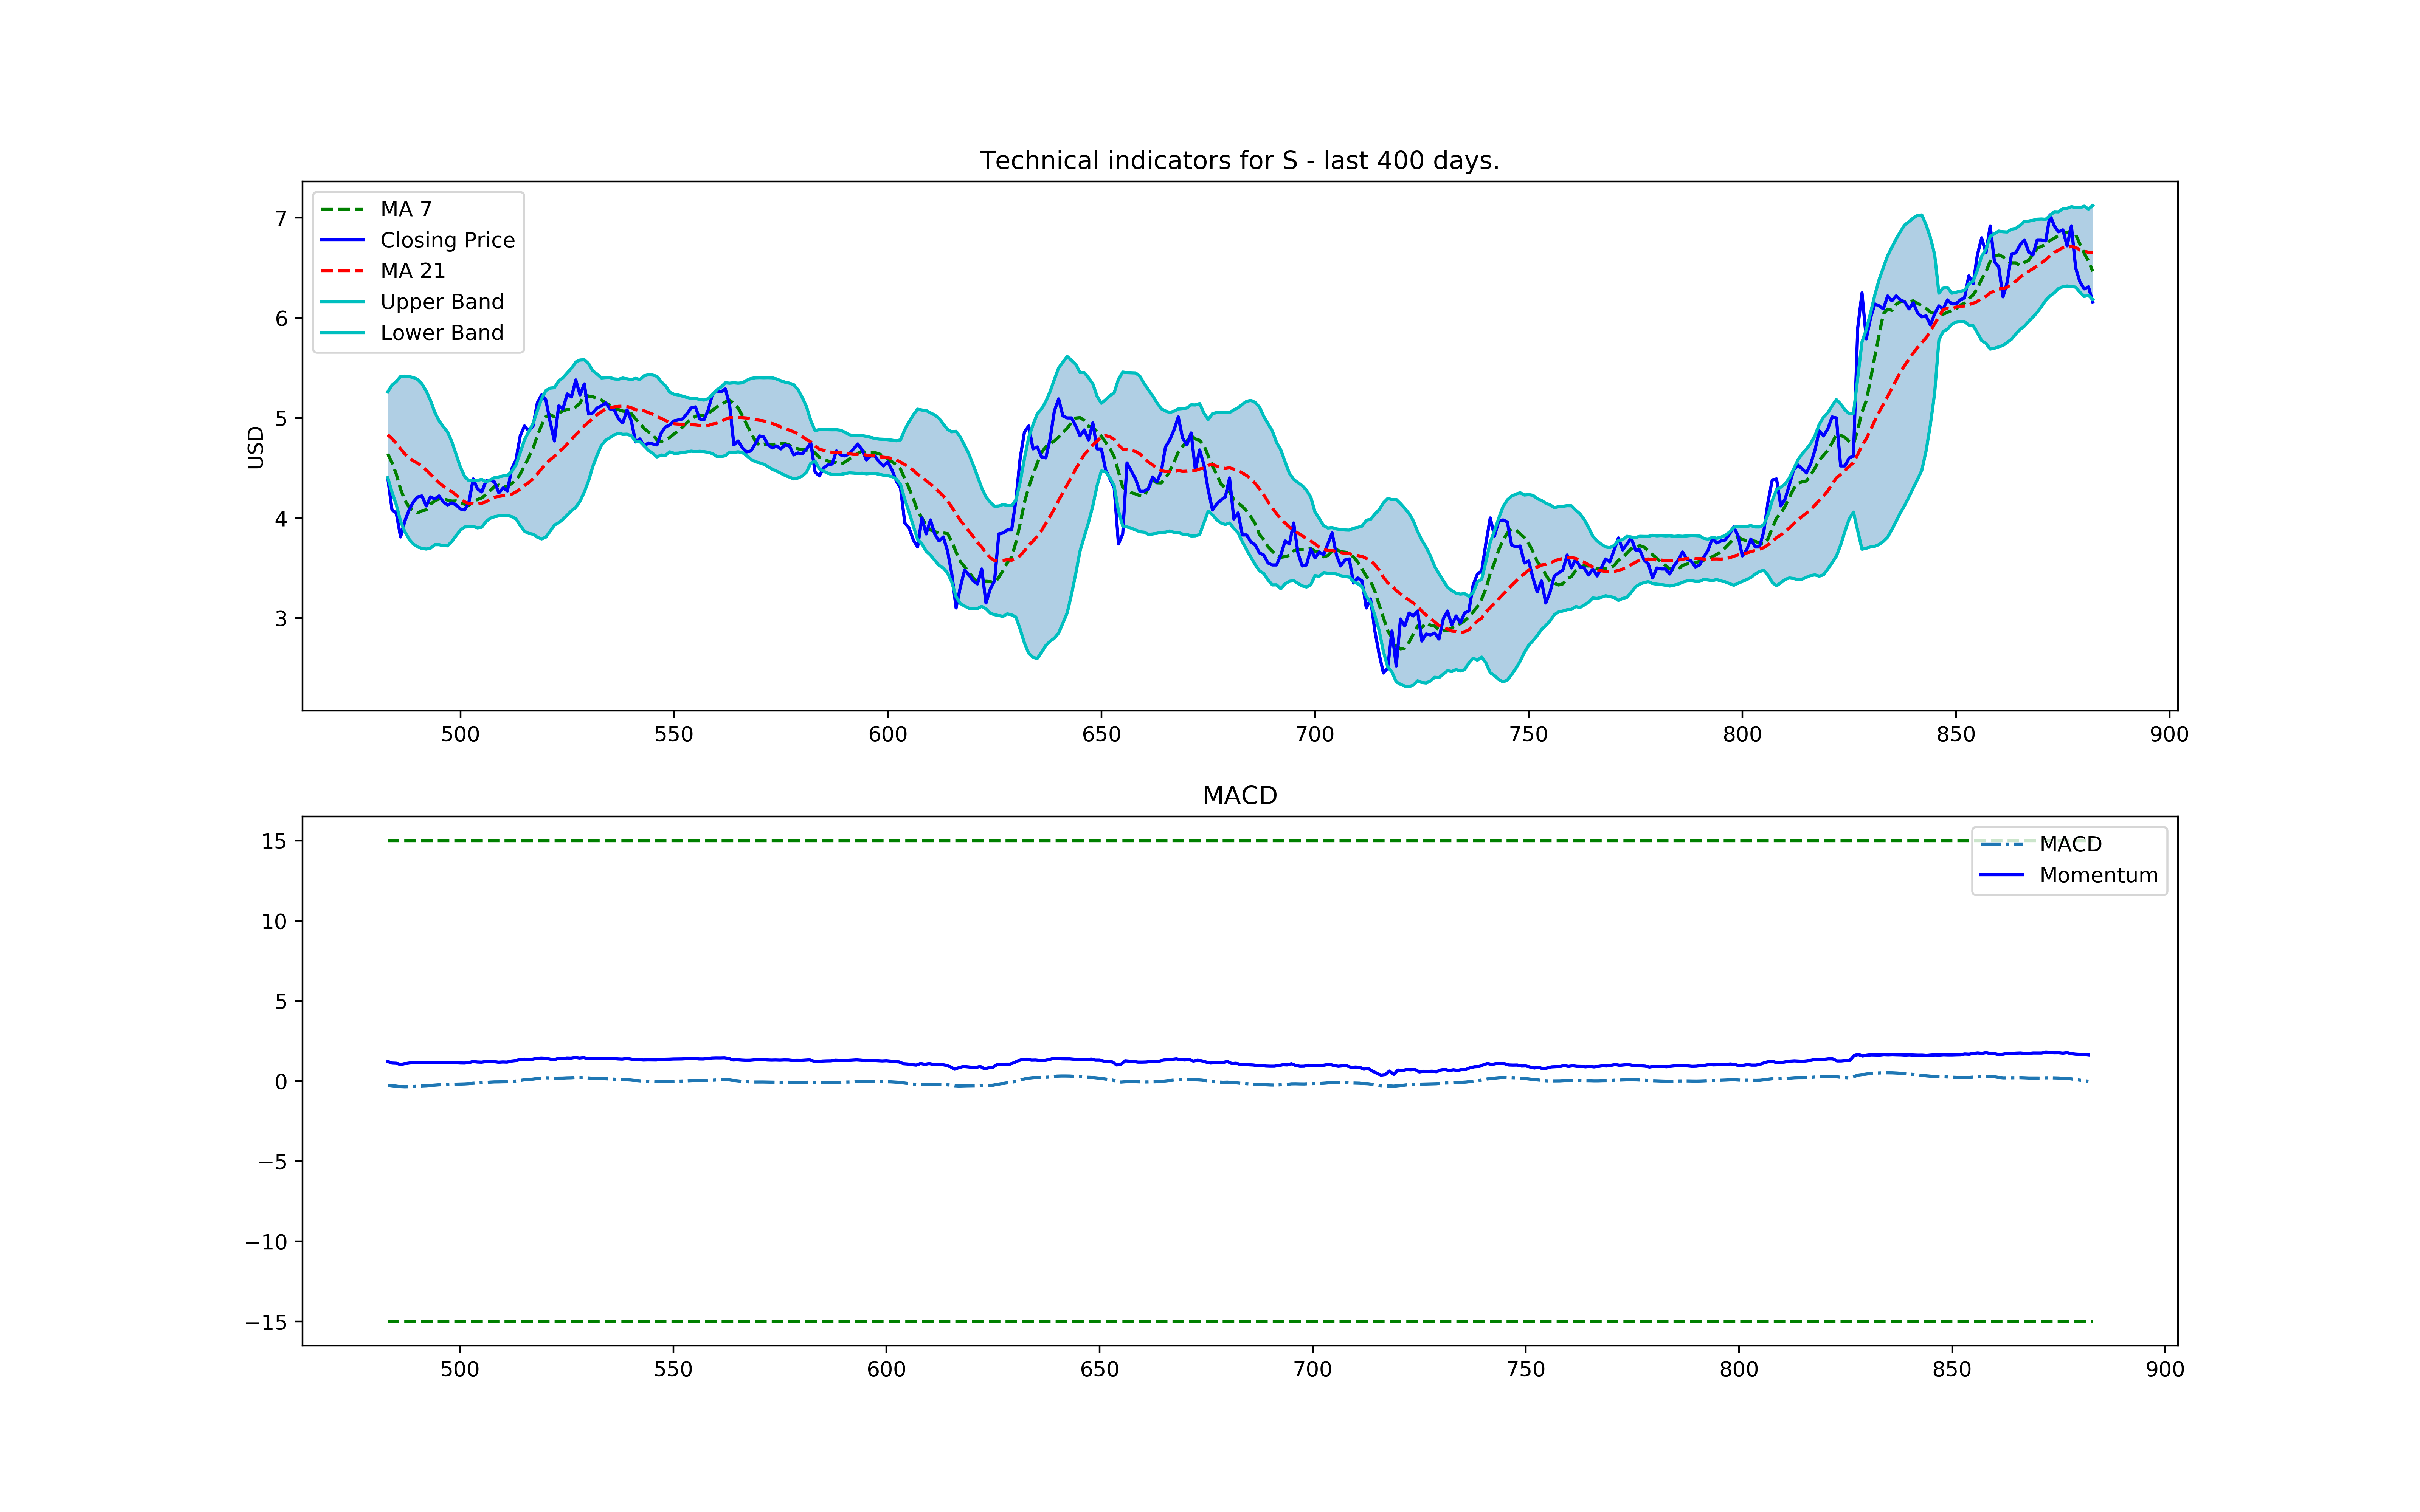 Technical indicators for S - last 400 days.
USD
7
6
5
4
3
MA 7
Closing Price
MA 21
Upper Band
Lower Band
500 550 600 650 700 750 800 850 900
MACD
15
10
5
0
−5
−10
−15
MACD
Momentum
500 550 600 650 700 750 800 850 900